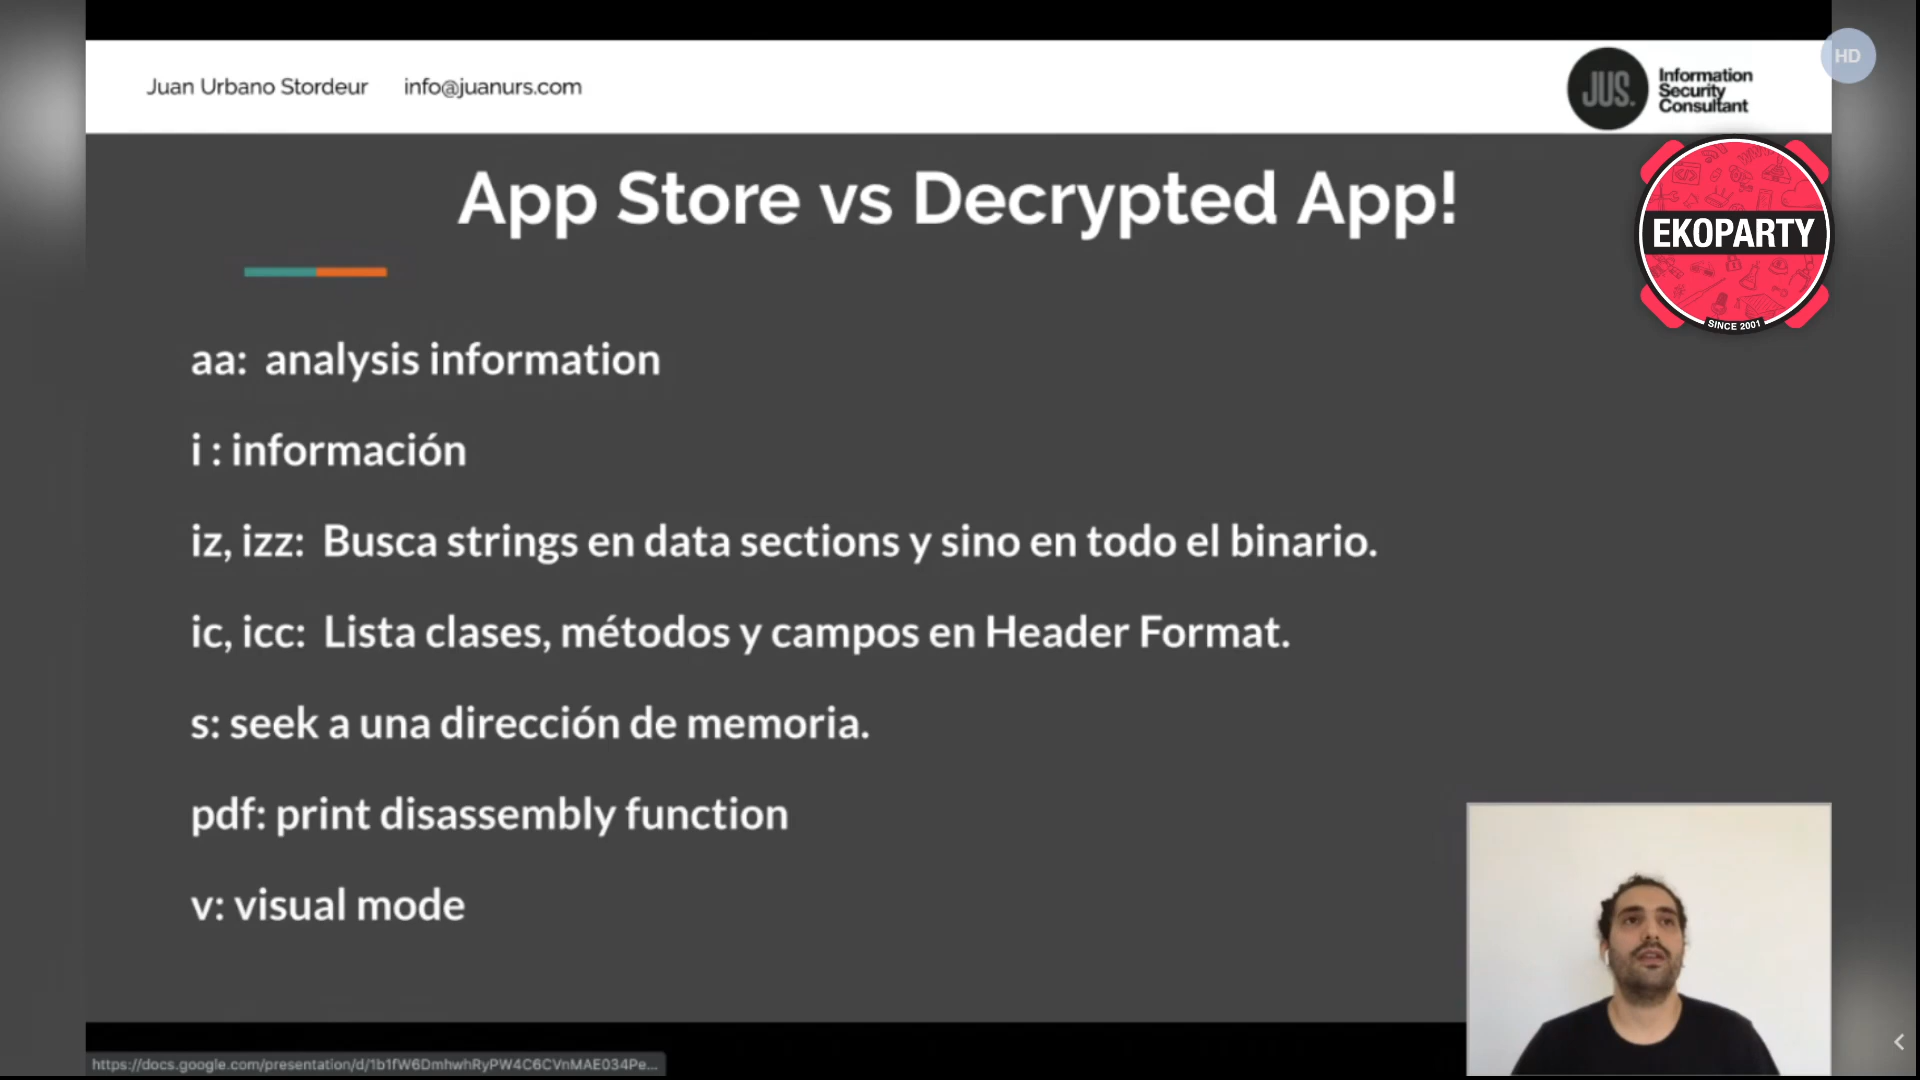 HD
Juan Urbano Stordeur info@juanurs.com
JUS.
Information
Security
Consultant
EKOPARTY
SINCE 2001
App Store vs Decrypted App!
aa: analysis information
i : información
iz, izz: Busca strings en data sections y sino en todo el binario.
ic, icc: Lista clases, métodos y campos en Header Format.
s: seek a una dirección de memoria.
pdf: print disassembly function
v: visual mode
https://docs.google.com/presentation/d/1b1fW6DmhwhRyPW4C6CVnMAE034Pe...